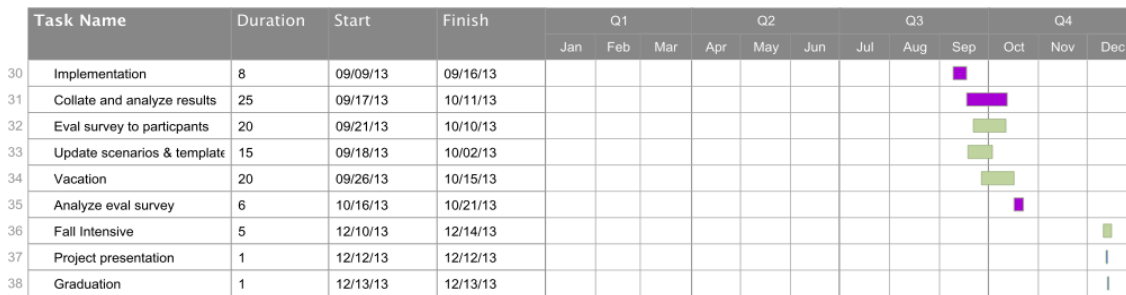 Task Name Duration Start Finish Q1 Q2 Q3 Q4
Jan Feb Mar Apr May Jun Jul Aug Sep Oct Nov Dec
30 Implementation 8 09/09/13 09/16/13
31 Collate and analyze results 25 09/17/13 10/11/13
32 Eval survey to particpants 20 09/21/13 10/10/13
33 Update scenarios & template 15 09/18/13 10/02/13
34 Vacation 20 09/26/13 10/15/13
35 Analyze eval survey 6 10/16/13 10/21/13
36 Fall Intensive 5 12/10/13 12/14/13
37 Project presentation 1 12/12/13 12/12/13
38 Graduation 1 12/13/13 12/13/13